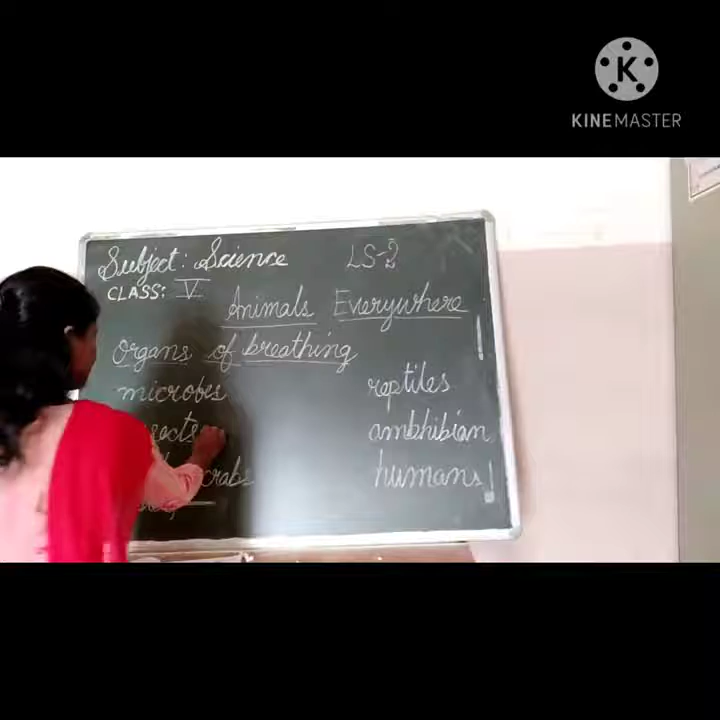 KINEMASTER
Subject: Science LS-2
CLASS: V
Animals Everywhere
Organs of breathing
microbes reptiles
ambhibian
crabs humans